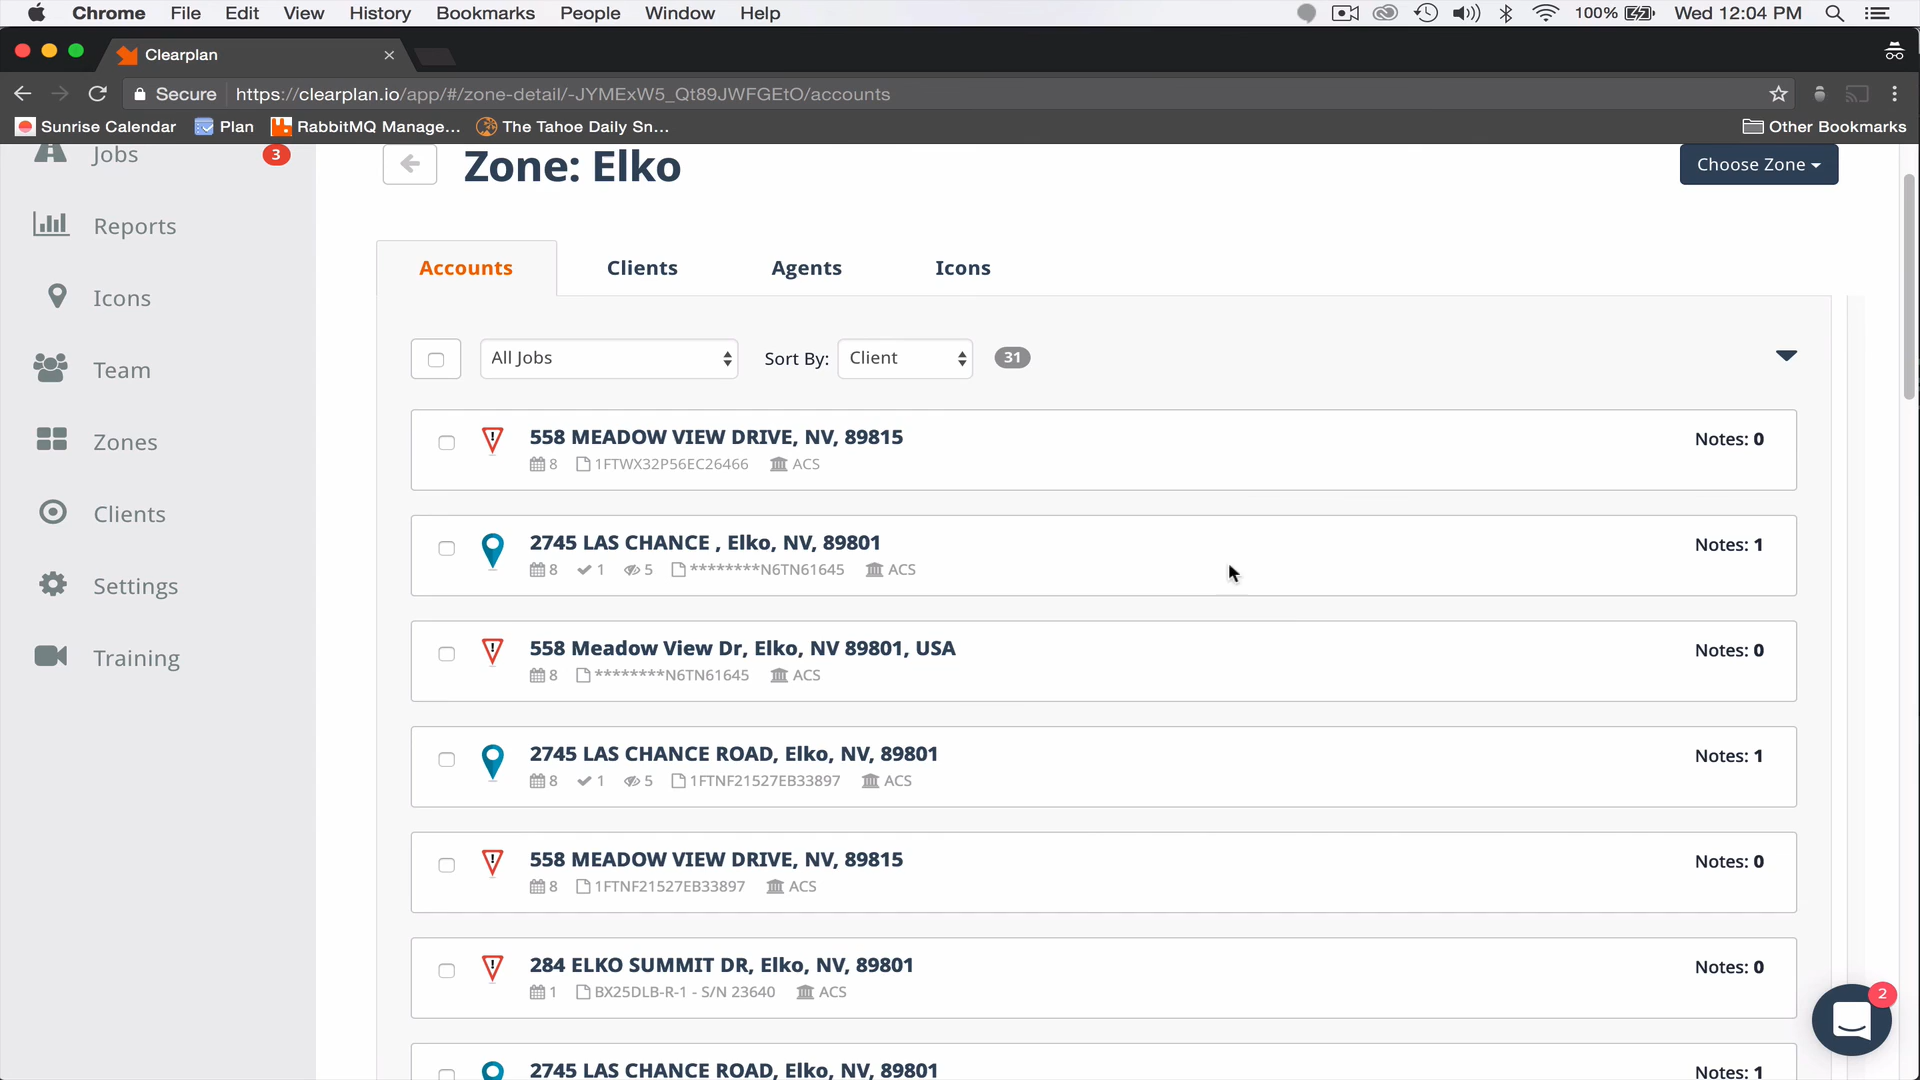 Chrome File Edit View History Bookmarks People Window Help 100% Wed 12:04 PM
Clearplan
Secure https://clearplan.io/app/#/zone-detail/-JYMExW5_Qt89JWFGEtO/accounts
Sunrise Calendar Plan RabbitMQ Manage... The Tahoe Daily Sn... Other Bookmarks
Jobs 3
Reports
Icons
Team
Zones
Clients
Settings
Training
Zone: Elko
Choose Zone
Accounts Clients Agents Icons
All Jobs Sort By: Client 31
558 MEADOW VIEW DRIVE, NV, 89815 Notes: 0
8 1FTWX32P56EC26466 ACS
2745 LAS CHANCE , Elko, NV, 89801 Notes: 1
8 1 5 ********N6TN61645 ACS
558 Meadow View Dr, Elko, NV 89801, USA Notes: 0
8 ********N6TN61645 ACS
2745 LAS CHANCE ROAD, Elko, NV, 89801 Notes: 1
8 1 5 1FTNF21527EB33897 ACS
558 MEADOW VIEW DRIVE, NV, 89815 Notes: 0
8 1FTNF21527EB33897 ACS
284 ELKO SUMMIT DR, Elko, NV, 89801 Notes: 0
1 BX25DLB-R-1 - S/N 23640 ACS
2745 LAS CHANCE ROAD, Elko, NV, 89801 Notes: 1
2